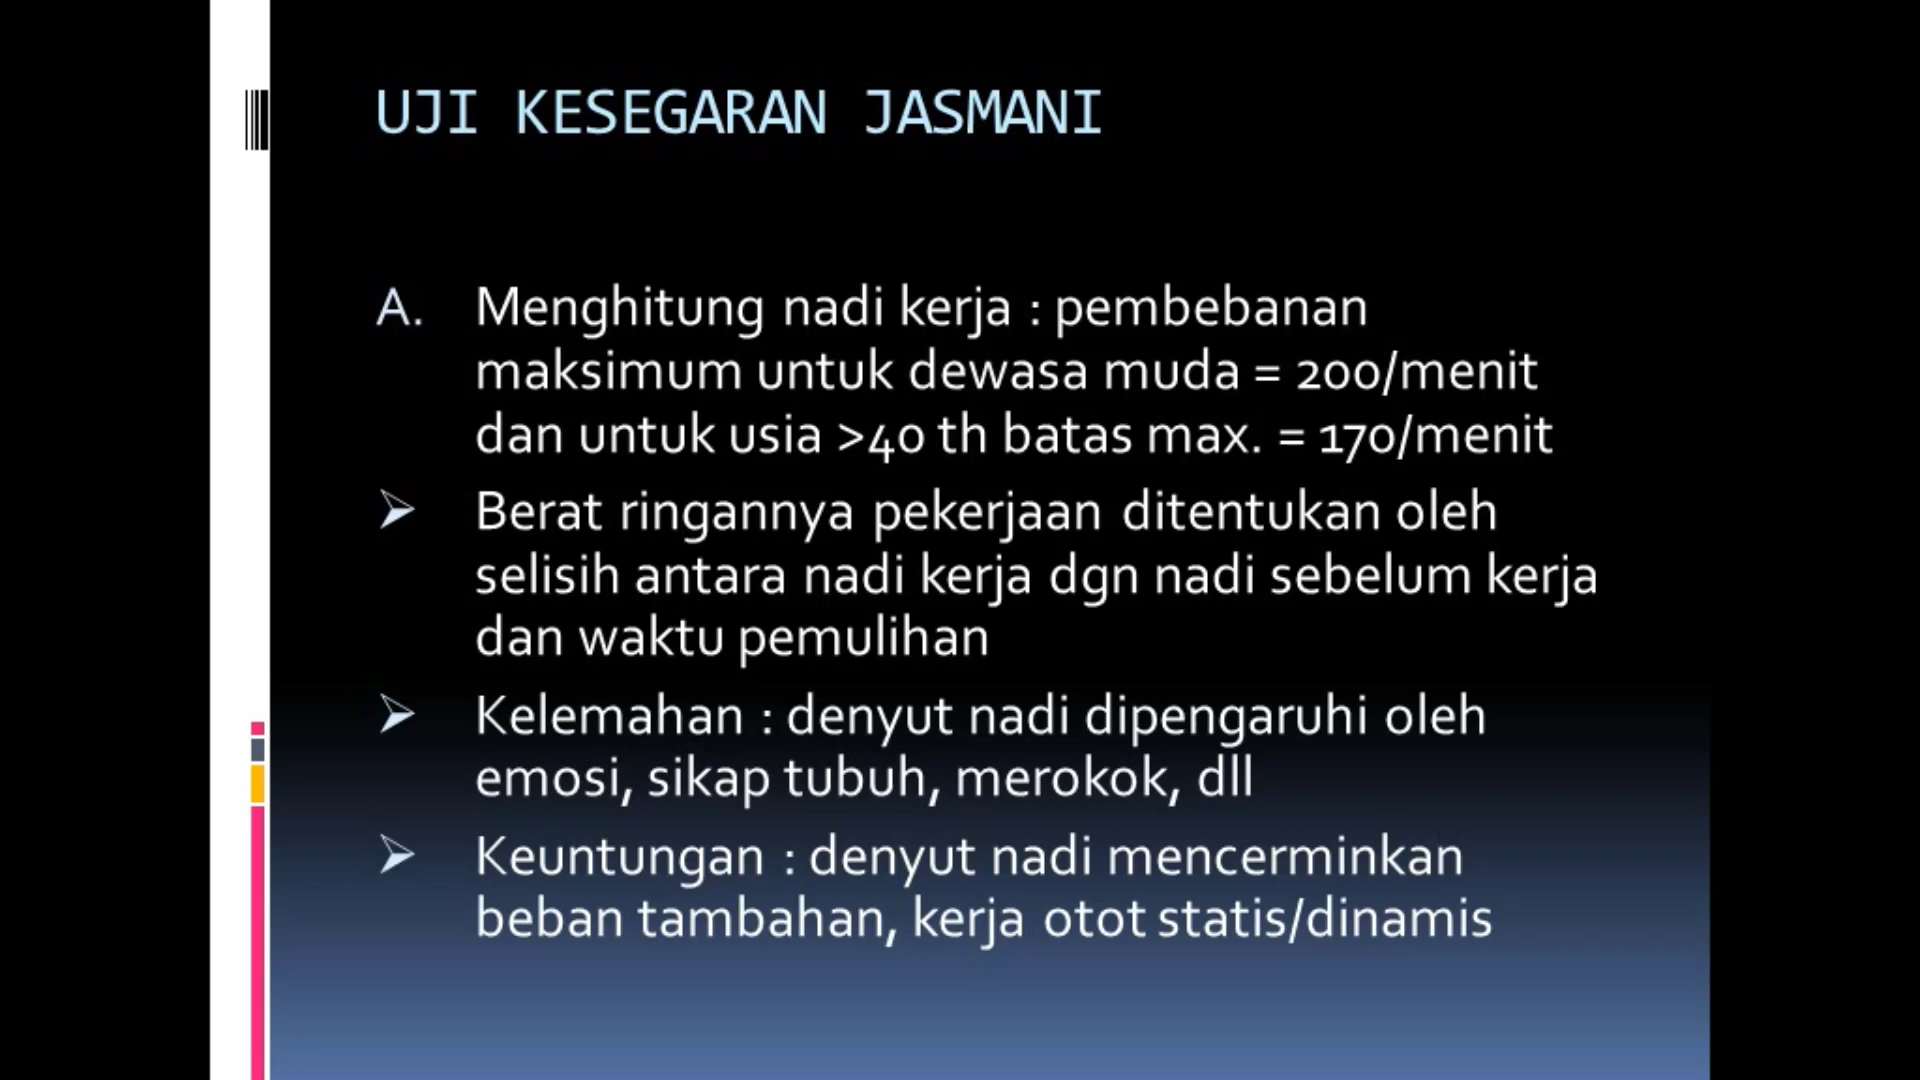 UJI KESEGARAN JASMANI
A. Menghitung nadi kerja : pembebanan
maksimum untuk dewasa muda = 200/menit
dan untuk usia >40 th batas max. = 170/menit
➢ Berat ringannya pekerjaan ditentukan oleh
selisih antara nadi kerja dgn nadi sebelum kerja
dan waktu pemulihan
➢ Kelemahan : denyut nadi dipengaruhi oleh
emosi, sikap tubuh, merokok, dll
➢ Keuntungan : denyut nadi mencerminkan
beban tambahan, kerja otot statis/dinamis